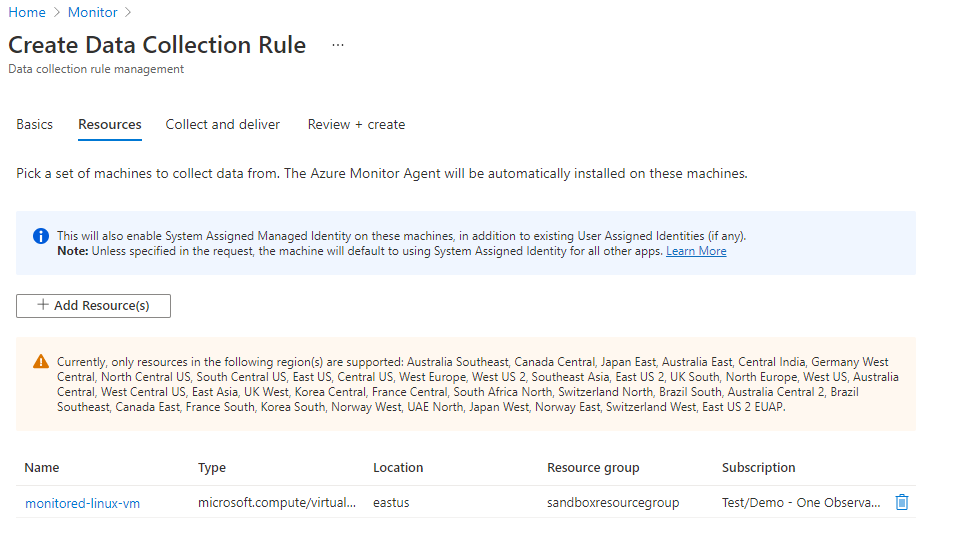 Home > Monitor >
Create Data Collection Rule ...
Data collection rule management
Basics Resources Collect and deliver Review + create
Pick a set of machines to collect data from. The Azure Monitor Agent will be automatically installed on these machines.
This will also enable System Assigned Managed Identity on these machines, in addition to existing User Assigned Identities (if any).
Note: Unless specified in the request, the machine will default to using System Assigned Identity for all other apps. Learn More
+ Add Resource(s)
Currently, only resources in the following region(s) are supported: Australia Southeast, Canada Central, Japan East, Australia East, Central India, Germany West
Central, North Central US, South Central US, East US, Central US, West Europe, West US 2, Southeast Asia, East US 2, UK South, North Europe, West US, Australia
Central, West Central US, East Asia, UK West, Korea Central, France Central, South Africa North, Switzerland North, Brazil South, Australia Central 2, Brazil
Southeast, Canada East, France South, Korea South, Norway West, UAE North, Japan West, Norway East, Switzerland West, East US 2 EUAP.
Name Type Location Resource group Subscription
monitored-linux-vm microsoft.compute/virtual... eastus sandboxresourcegroup Test/Demo - One Observa...